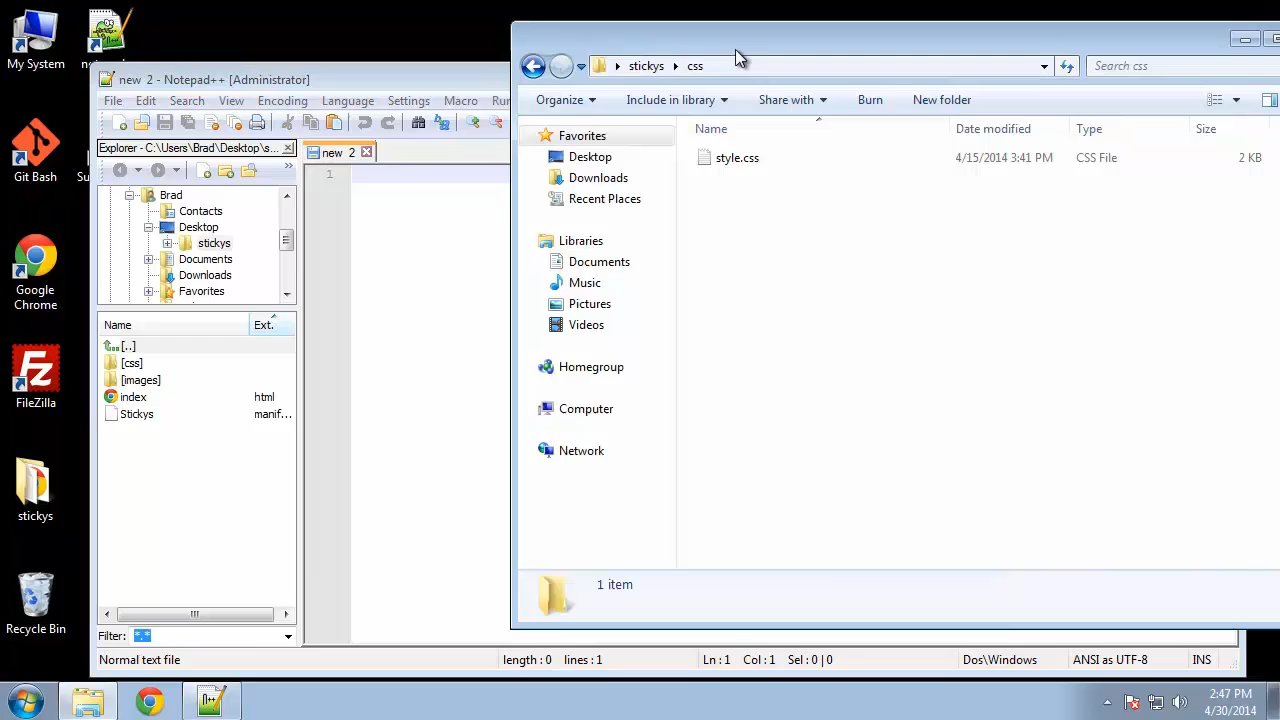 My System
Git Bash
Google
Chrome
FileZilla
stickys
Recycle Bin
new 2 - Notepad++ [Administrator]
File Edit Search View Encoding Language Settings Macro
Explorer - C:\Users\Brad\Desktop\s...
new 2
Brad
Contacts
Desktop
stickys
Documents
Downloads
Favorites
Name Ext.
[..]
[css]
[images]
index html
Stickys manif...
Filter: *.*
1
Normal text file length : 0 lines : 1 Ln : 1 Col : 1 Sel : 0 | 0 Dos\Windows ANSI as UTF-8 INS
stickys css
Search css
Organize Include in library Share with Burn New folder
Favorites
Desktop
Downloads
Recent Places
Libraries
Documents
Music
Pictures
Videos
Homegroup
Computer
Network
Name Date modified Type Size
style.css 4/15/2014 3:41 PM CSS File 2 KB
1 item
2:47 PM
4/30/2014